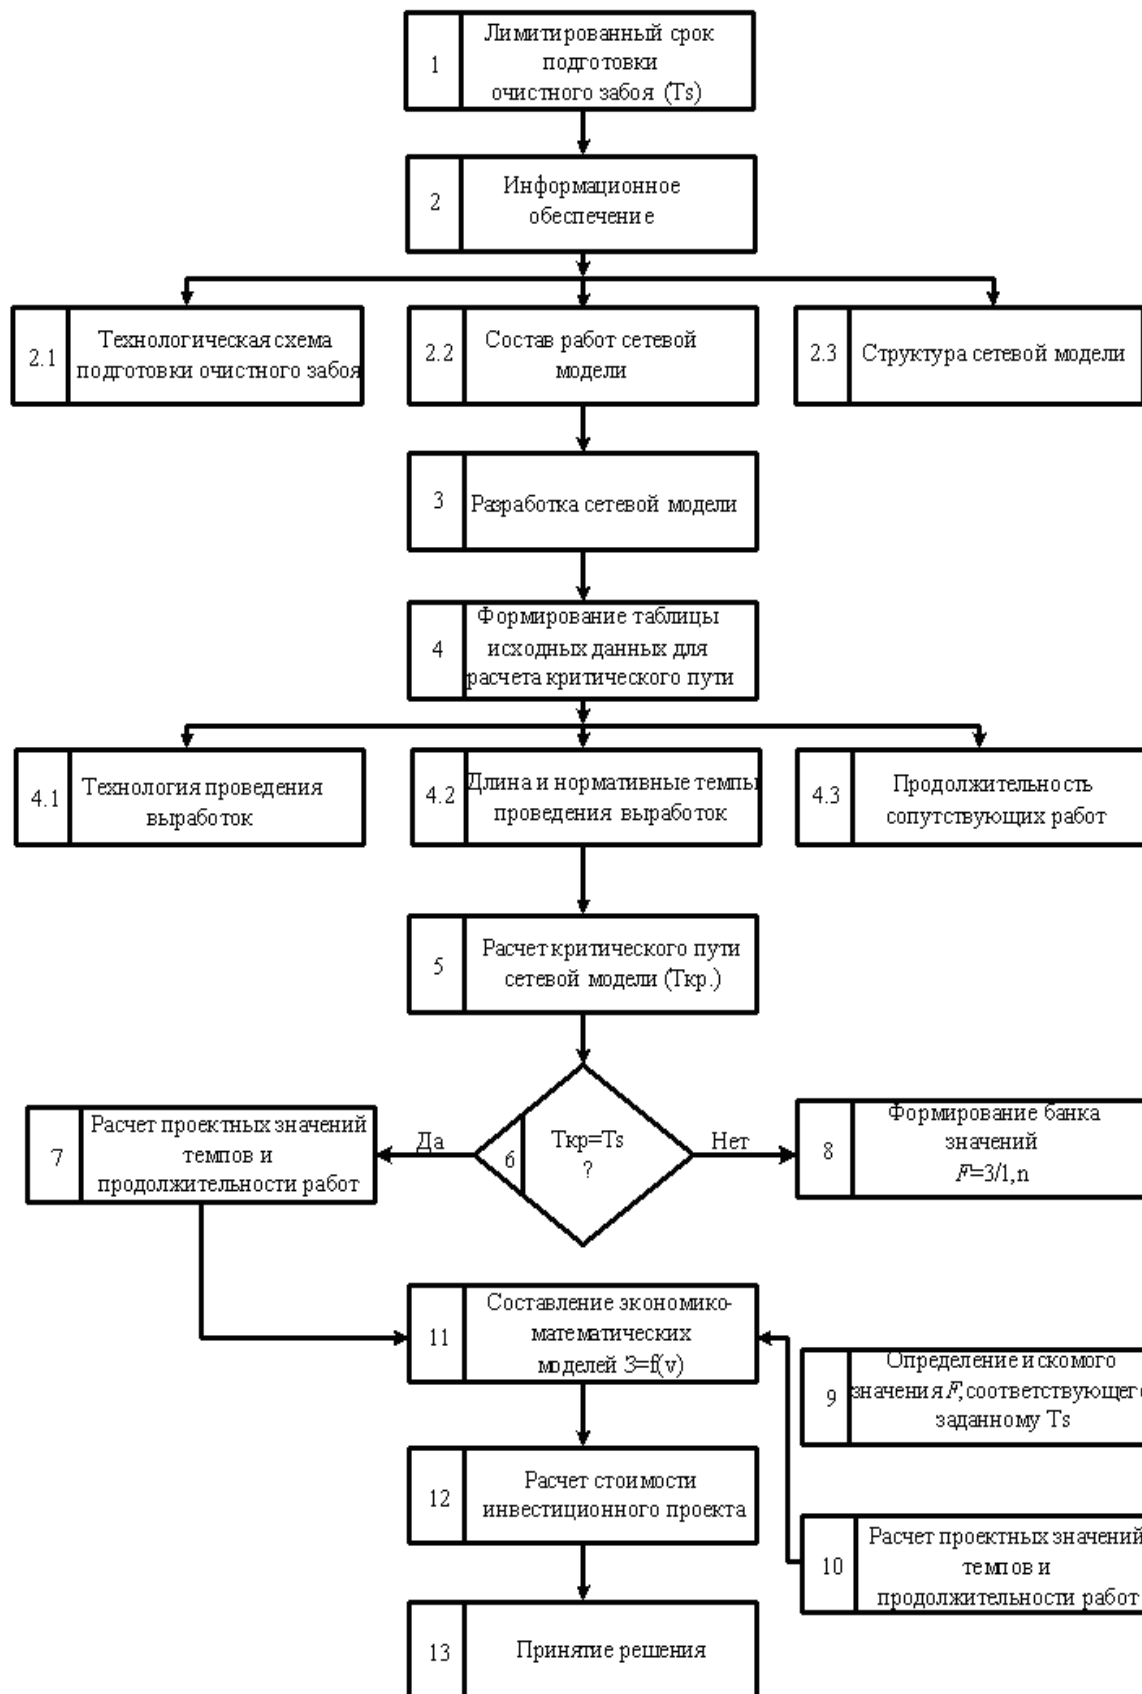 1
Лимитированный срок
подготовки
очистного забоя (Ts)
2
Информационное
обеспечение
2.1
Технологическая схема
подготовки очистного забоя
2.2
Состав работ сетевой
модели
2.3
Структура сетевой модели
3
Разработка сетевой модели
4
Формирование таблицы
исходных данных для
расчета критического пути
4.1
Технология проведения
выработок
4.2
Длина и нормативные темпы
проведения выработок
4.3
Продолжительность
сопутствующих работ
5
Расчет критического пути
сетевой модели (Ткр.)
7
Расчет проектных значений
темпов и
продолжительности работ
Да
6
Ткр=Ts
?
Нет
8
Формирование банка
значений
F=3/1,n
11
Составление экономико-
математических
моделей З=f(v)
9
Определение искомого
значения F,соответствующег
заданному Ts
12
Расчет стоимости
инвестиционного проекта
10
Расчет проектных значений
темпов и
продолжительности работ
13
Принятие решения